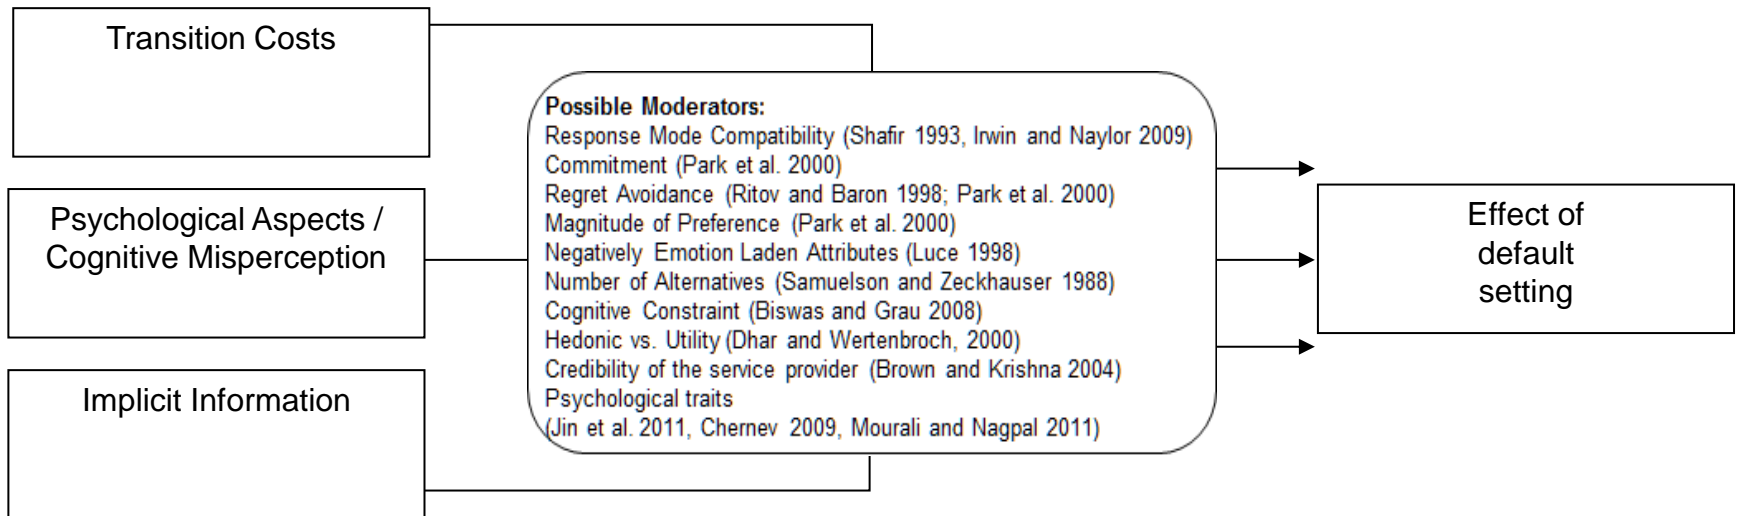 Transition Costs
Psychological Aspects /
Cognitive Misperception
Implicit Information
Possible Moderators:
Response Mode Compatibility (Shafir 1993, Irwin and Naylor 2009)
Commitment (Park et al. 2000)
Regret Avoidance (Ritov and Baron 1998; Park et al. 2000)
Magnitude of Preference (Park et al. 2000)
Negatively Emotion Laden Attributes (Luce 1998)
Number of Alternatives (Samuelson and Zeckhauser 1988)
Cognitive Constraint (Biswas and Grau 2008)
Hedonic vs. Utility (Dhar and Wertenbroch, 2000)
Credibility of the service provider (Brown and Krishna 2004)
Psychological traits
(Jin et al. 2011, Chernev 2009, Mourali and Nagpal 2011)
Effect of
default
setting